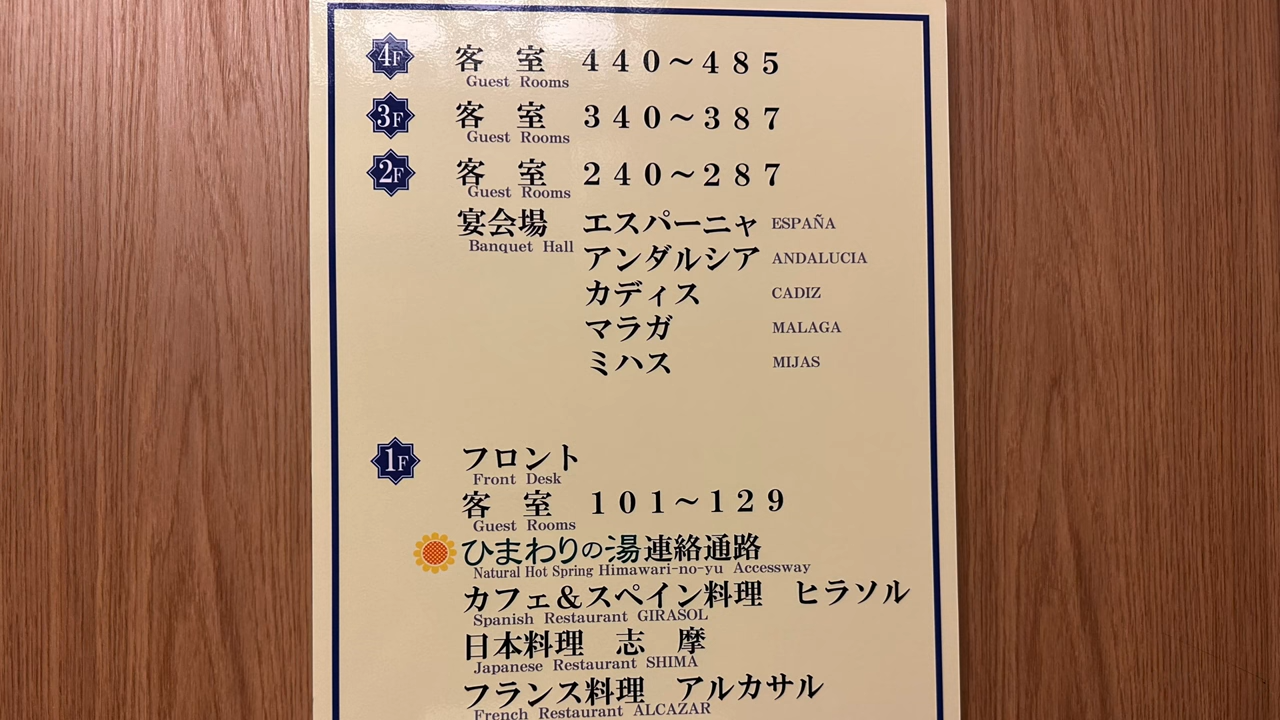 4F 客 室 440～485
Guest Rooms
3F 客 室 340～387
Guest Rooms
2F 客 室 240～287
Guest Rooms
宴会場 エスパーニャ ESPAÑA
Banquet Hall
アンダルシア ANDALUCIA
カディス CADIZ
マラガ MALAGA
ミハス MIJAS
1F フロント
Front Desk
客 室 101～129
Guest Rooms
ひまわりの湯連絡通路
Natural Hot Spring Himawari-no-yu Accessway
カフェ＆スペイン料理 ヒラソル
Spanish Restaurant GIRASOL
日本料理 志 摩
Japanese Restaurant SHIMA
フランス料理 アルカサル
French Restaurant ALCAZAR